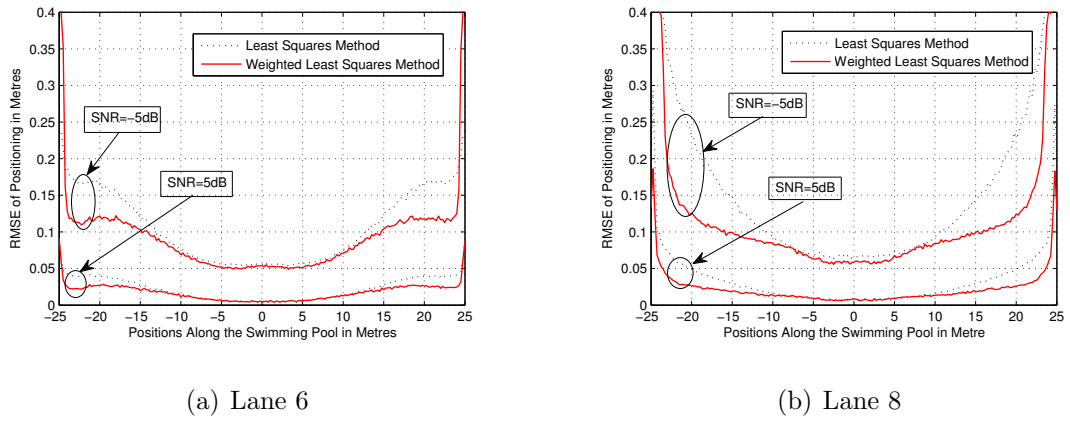 0.4
0.35
0.3
0.25
0.2
0.15
0.1
0.05
0
RMSE of Positioning in Metres
Least Squares Method
Weighted Least Squares Method
SNR=−5dB
SNR=5dB
−25 −20 −15 −10 −5 0 5 10 15 20 25
Positions Along the Swimming Pool in Metres
(a) Lane 6
0.4
0.35
0.3
0.25
0.2
0.15
0.1
0.05
0
RMSE of Positioning in Metres
Least Squares Method
Weighted Least Squares Method
SNR=−5dB
SNR=5dB
−25 −20 −15 −10 −5 0 5 10 15 20 25
Positions Along the Swimming Pool in Metre
(b) Lane 8